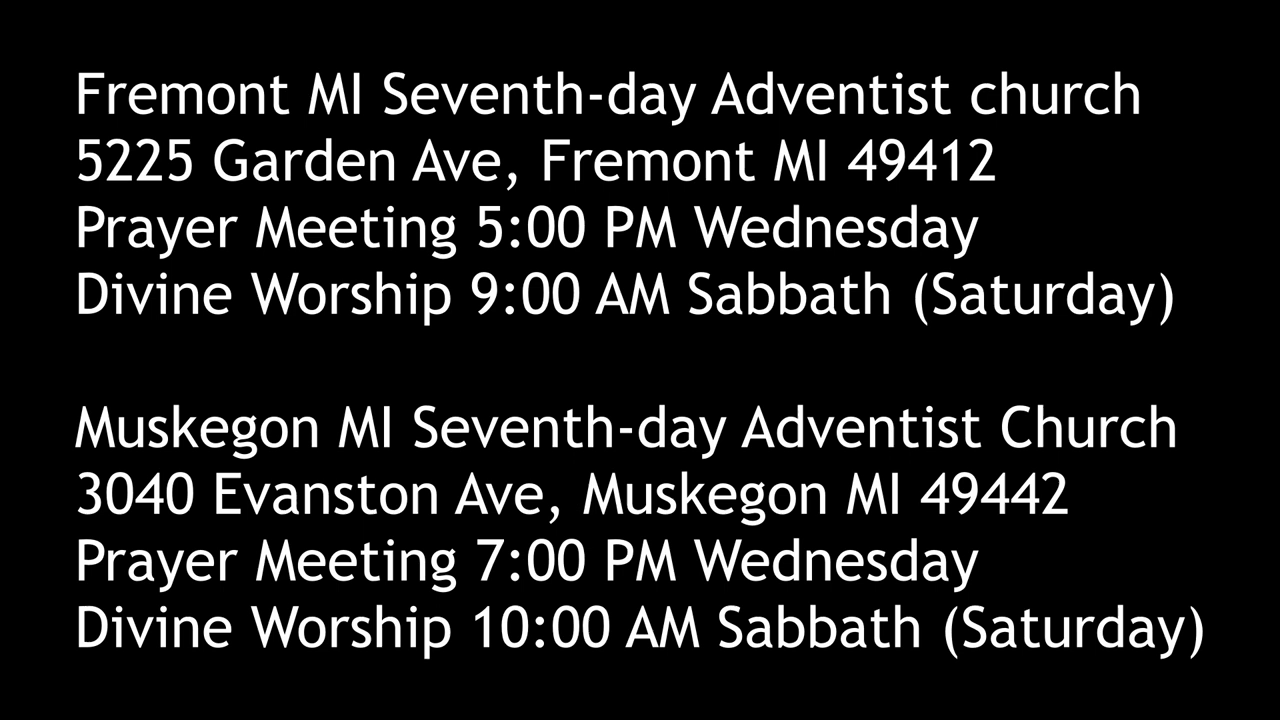 Fremont MI Seventh-day Adventist church
5225 Garden Ave, Fremont MI 49412
Prayer Meeting 5:00 PM Wednesday
Divine Worship 9:00 AM Sabbath (Saturday)
Muskegon MI Seventh-day Adventist Church
3040 Evanston Ave, Muskegon MI 49442
Prayer Meeting 7:00 PM Wednesday
Divine Worship 10:00 AM Sabbath (Saturday)